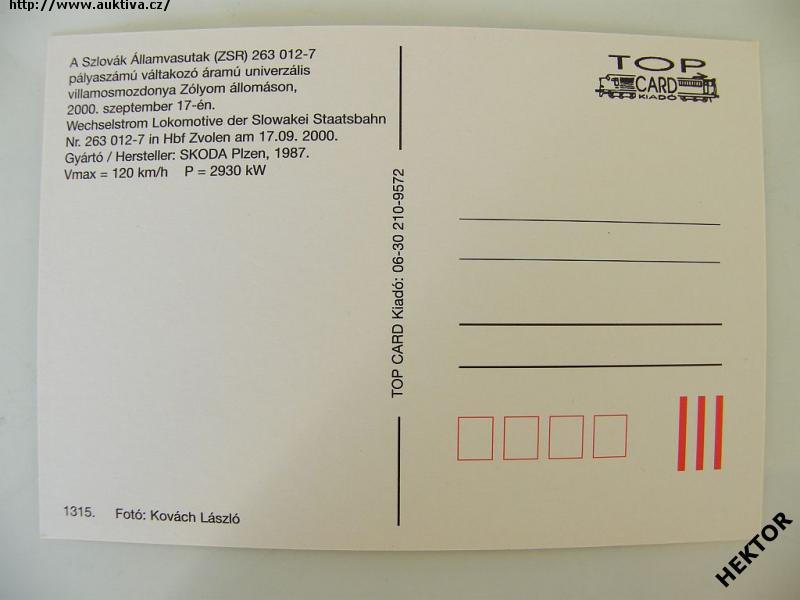 http://www.auktiva.cz/
A Szlovák Államvasutak (ZSR) 263 012-7
pályaszámú váltakozó áramú univerzális
villamosmozdonya Zólyom állomáson,
2000. szeptember 17-én.
Wechselstrom Lokomotive der Slowakei Staatsbahn
Nr. 263 012-7 in Hbf Zvolen am 17.09. 2000.
Gyártó / Hersteller: SKODA Plzen, 1987.
Vmax = 120 km/h P = 2930 kW
1315. Fotó: Kovách László
TOP CARD Kiadó: 06-30 210-9572
TOP
CARD
KIADÓ
HEKTOR